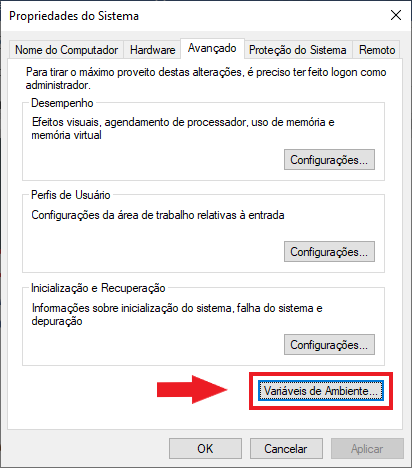 Propriedades do Sistema
Nome do Computador Hardware Avançado Proteção do Sistema Remoto
Para tirar o máximo proveito destas alterações, é preciso ter feito logon como
administrador.
Desempenho
Efeitos visuais, agendamento de processador, uso de memória e
memória virtual
Configurações...
Perfis de Usuário
Configurações da área de trabalho relativas à entrada
Configurações...
Inicialização e Recuperação
Informações sobre inicialização do sistema, falha do sistema e
depuração
Configurações...
Variáveis de Ambiente...
OK Cancelar Aplicar